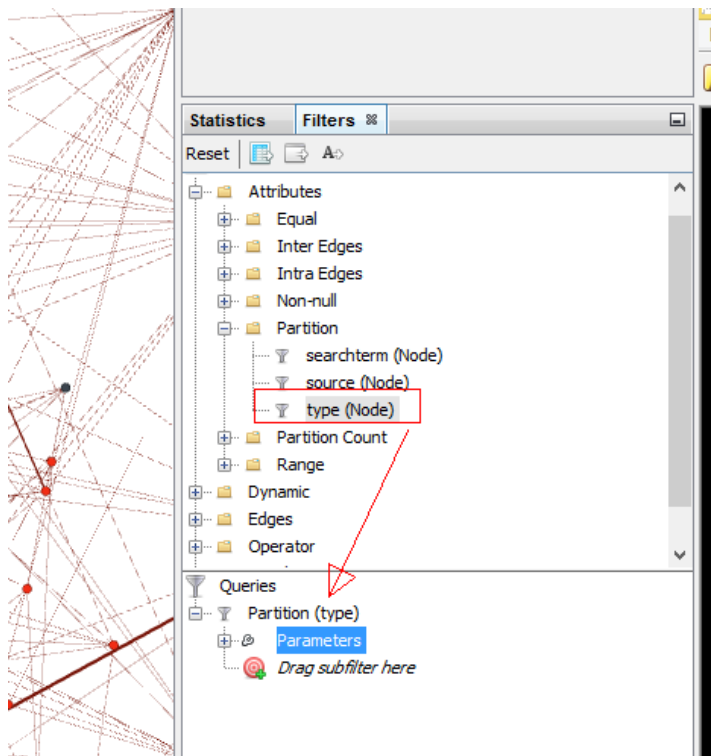 Statistics
Filters
Reset
Attributes
Equal
Inter Edges
Intra Edges
Non-null
Partition
searchterm (Node)
source (Node)
type (Node)
Partition Count
Range
Dynamic
Edges
Operator
Queries
Partition (type)
Parameters
Drag subfilter here